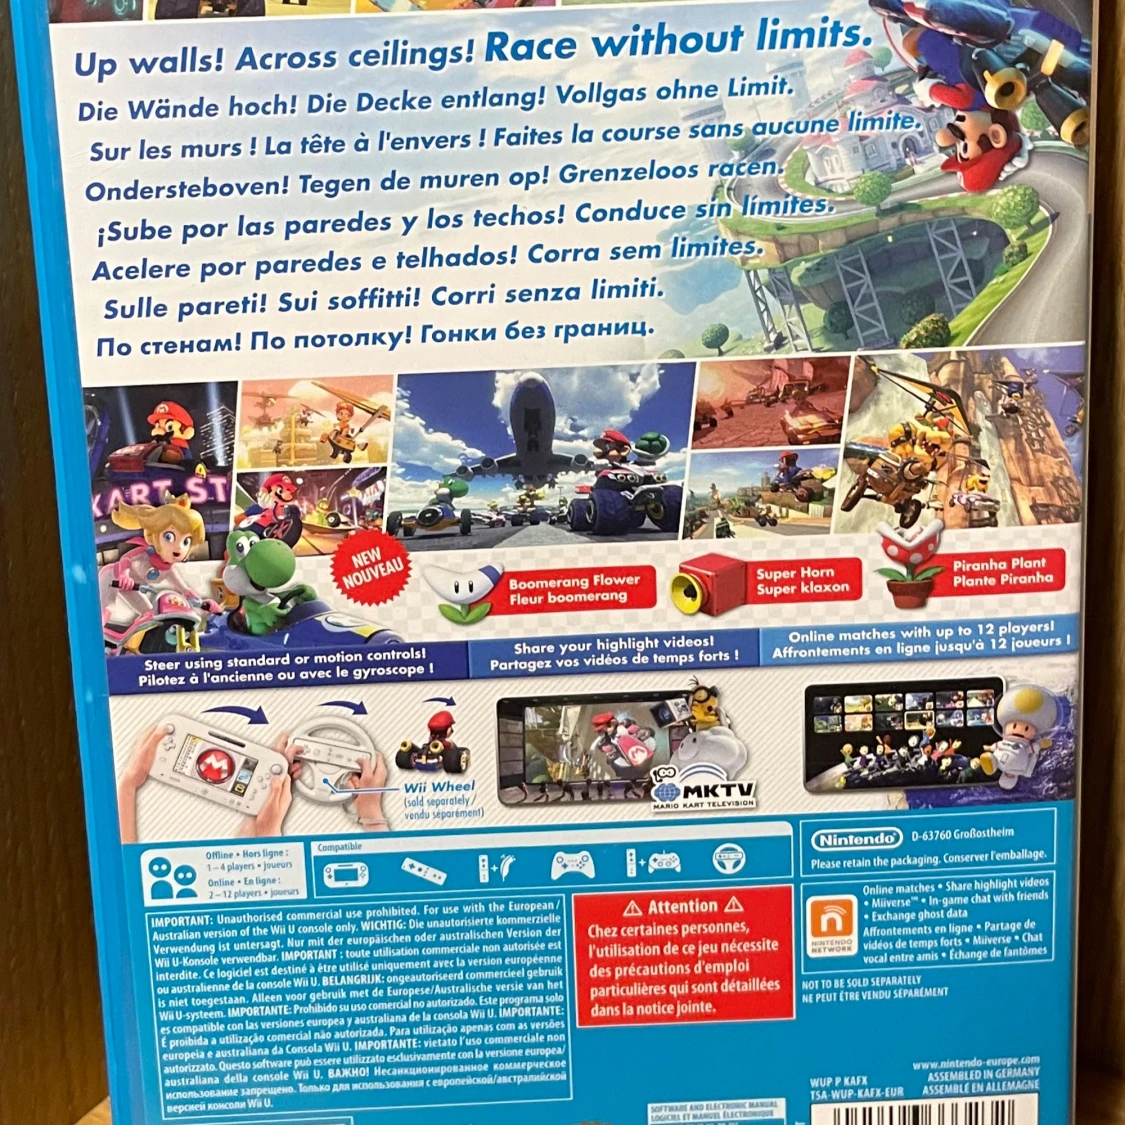 Up walls! Across ceilings! Race without limits.
Die Wände hoch! Die Decke entlang! Vollgas ohne Limit.
Sur les murs ! La tête à l'envers ! Faites la course sans aucune limite.
Ondersteboven! Tegen de muren op! Grenzeloos racen.
¡Sube por las paredes y los techos! Conduce sin límites.
Acelere por paredes e telhados! Corra sem limites.
Sulle pareti! Sui soffitti! Corri senza limiti.
По стенам! По потолку! Гонки без границ.
KART ST
NEW
NOUVEAU
Boomerang Flower
Fleur boomerang
Super Horn
Super klaxon
Piranha Plant
Plante Piranha
Steer using standard or motion controls!
Pilotez à l'ancienne ou avec le gyroscope !
Share your highlight videos!
Partagez vos vidéos de temps forts !
Online matches with up to 12 players!
Affrontements en ligne jusqu'à 12 joueurs !
M
Wii Wheel
(sold separately /
vendu séparément)
MKTV
MARIO KART TELEVISION
Offline • Hors ligne :
1–4 players • joueurs
Online • En ligne :
2–12 players • joueurs
Compatible
Nintendo
D-63760 Großostheim
Please retain the packaging. Conserver l'emballage.
n
NINTENDO
NETWORK
Online matches • Share highlight videos
• Miiverse™ • In-game chat with friends
• Exchange ghost data
Affrontements en ligne • Partage de
vidéos de temps forts • Miiverse • Chat
vocal entre amis • Échange de fantômes
NOT TO BE SOLD SEPARATELY
NE PEUT ÊTRE VENDU SÉPARÉMENT
IMPORTANT: Unauthorised commercial use prohibited. For use with the European /
Australian version of the Wii U console only. WICHTIG: Die unautorisierte kommerzielle
Verwendung ist untersagt. Nur mit der europäischen oder australischen Version der
Wii U-Konsole verwendbar. IMPORTANT : toute utilisation commerciale non autorisée est
interdite. Ce logiciel est destiné à être utilisé uniquement avec la version européenne
ou australienne de la console Wii U. BELANGRIJK: ongeautoriseerd commercieel gebruik
is niet toegestaan. Alleen voor gebruik met de Europese/Australische versie van het
Wii U-systeem. IMPORTANTE: Prohibido su uso comercial no autorizado. Este programa solo
es compatible con las versiones europea y australiana de la consola Wii U. IMPORTANTE:
É proibida a utilização comercial não autorizada. Para utilização apenas com as versões
europeia e australiana da Consola Wii U. IMPORTANTE: vietato l'uso commerciale non
autorizzato. Questo software può essere utilizzato esclusivamente con la versione europea/
australiana della console Wii U. ВАЖНО! Несанкционированное коммерческое
использование запрещено. Только для использования с европейской/австралийской
версией консоли Wii U.
Attention
Chez certaines personnes,
l'utilisation de ce jeu nécessite
des précautions d'emploi
particulières qui sont détaillées
dans la notice jointe.
www.nintendo-europe.com
WUP P KAFX
ASSEMBLED IN GERMANY
TSA-WUP-KAFX-EUR
ASSEMBLÉ EN ALLEMAGNE
SOFTWARE AND ELECTRONIC MANUAL
LOGICIEL ET MANUEL ÉLECTRONIQUE